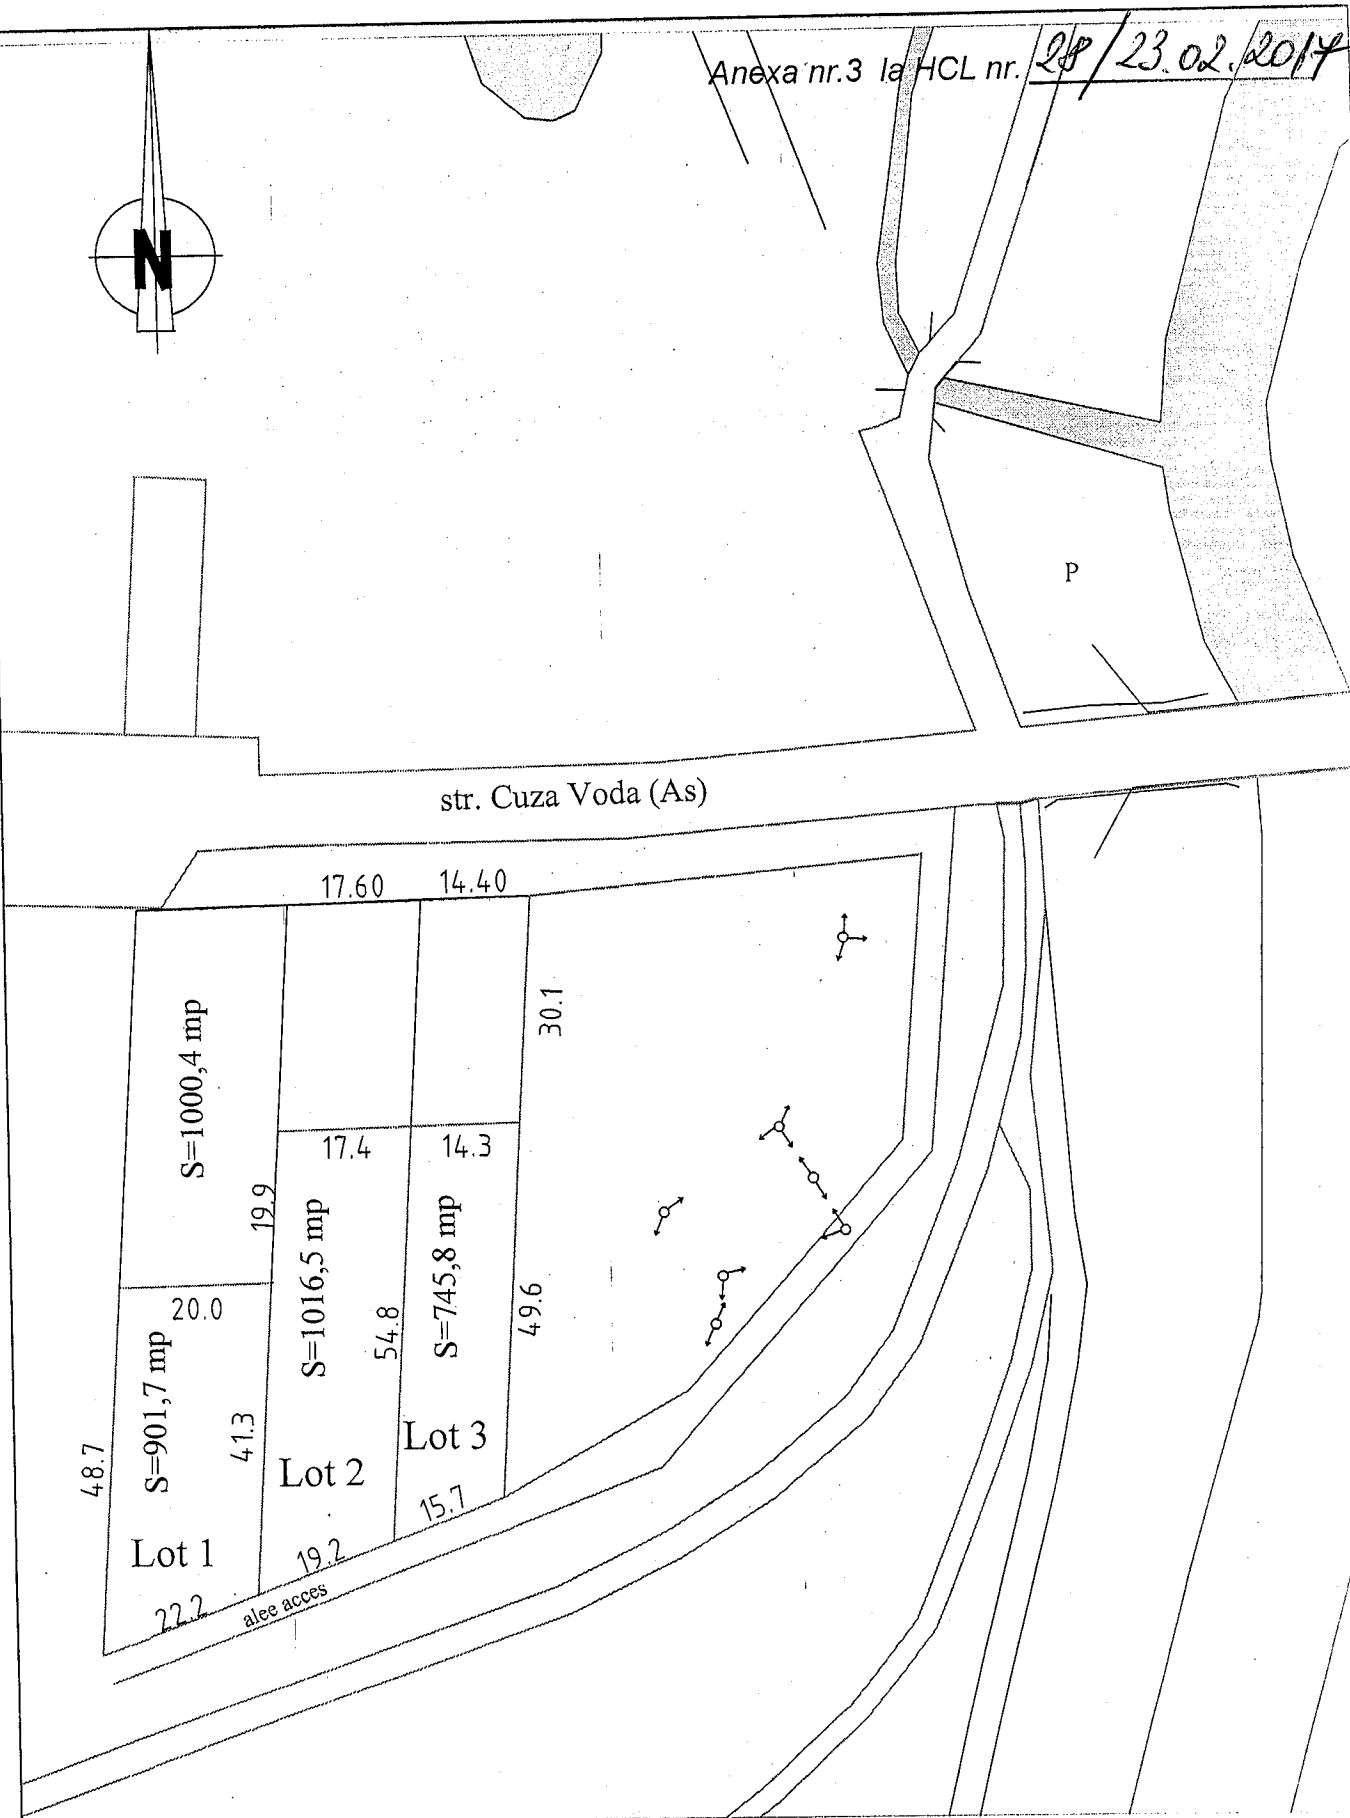 Anexa nr.3 la HCL nr. 28/23.02.2017
N
P
str. Cuza Voda (As)
17.60
14.40
30.1
S=1000,4 mp
19.9
17.4
14.3
S=1016,5 mp
S=745,8 mp
20.0
54.8
49.6
S=901,7 mp
41.3
48.7
Lot 3
Lot 2
15.7
Lot 1
19.2
22.2
alee acces